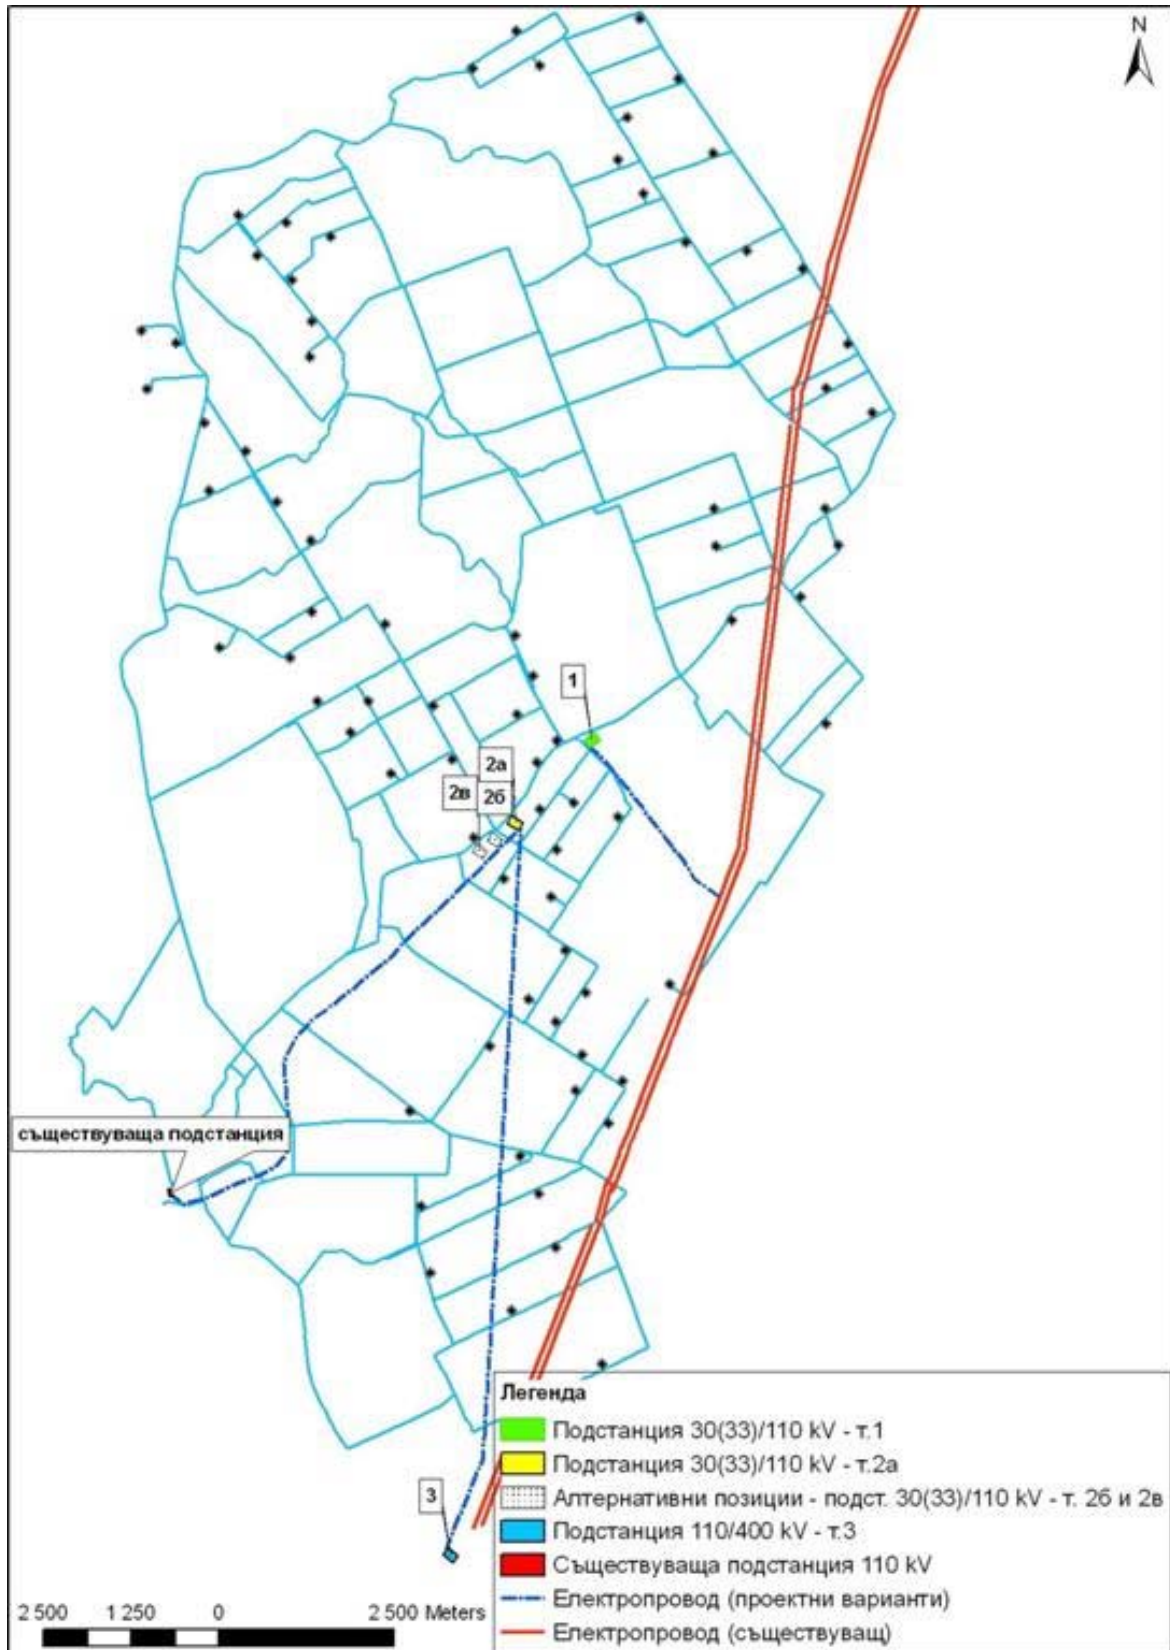 N
1
2а
2в
2б
съществуваща подстанция
3
Легенда
Подстанция 30(33)/110 kV - т.1
Подстанция 30(33)/110 kV - т.2а
Алтернативни позиции - подст. 30(33)/110 kV - т. 2б и 2в
Подстанция 110/400 kV - т.3
Съществуваща подстанция 110 kV
Електропровод (проектни варианти)
Електропровод (съществуващ)
2 500 1 250 0 2 500 Meters